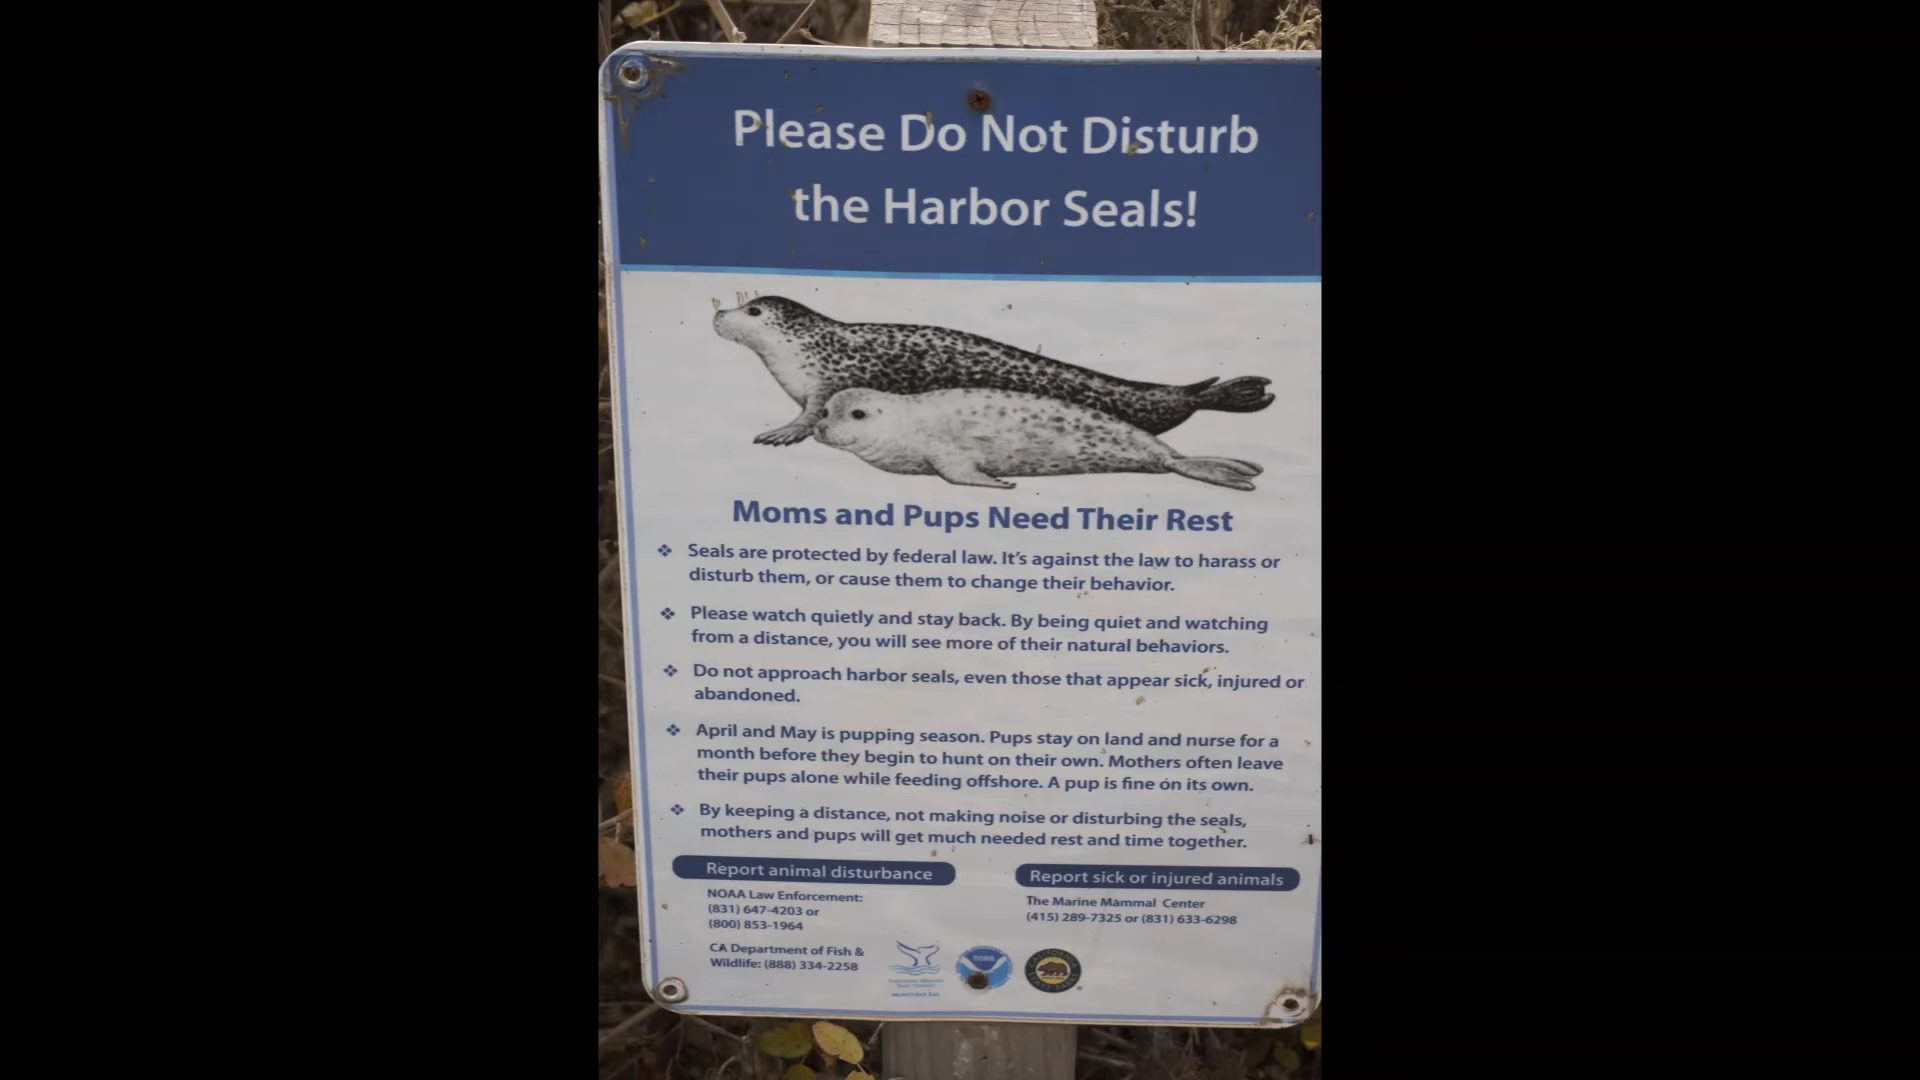 Please Do Not Disturb
the Harbor Seals!
Moms and Pups Need Their Rest
❖ Seals are protected by federal law. It's against the law to harass or
disturb them, or cause them to change their behavior.
❖ Please watch quietly and stay back. By being quiet and watching
from a distance, you will see more of their natural behaviors.
❖ Do not approach harbor seals, even those that appear sick, injured or
abandoned.
❖ April and May is pupping season. Pups stay on land and nurse for a
month before they begin to hunt on their own. Mothers often leave
their pups alone while feeding offshore. A pup is fine on its own.
❖ By keeping a distance, not making noise or disturbing the seals,
mothers and pups will get much needed rest and time together.
Report animal disturbance
NOAA Law Enforcement:
(831) 647-4203 or
(800) 853-1964
CA Department of Fish &
Wildlife: (888) 334-2258
Report sick or injured animals
The Marine Mammal Center
(415) 289-7325 or (831) 633-6298
MONTEREY BAY
NOAA
CALIFORNIA
STATE PARKS